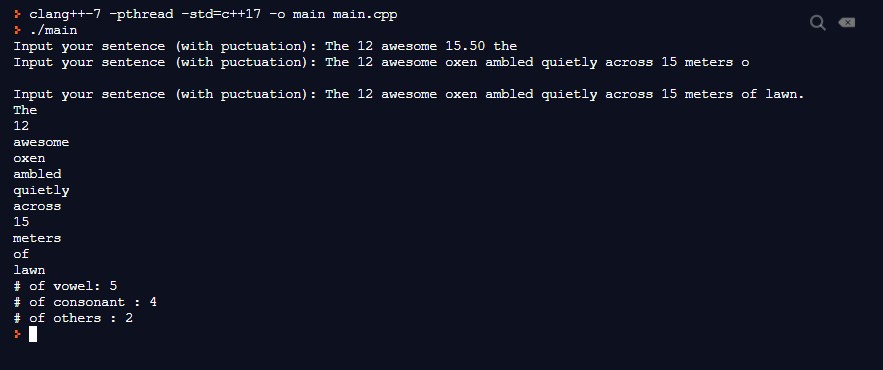 > clang++-7 -pthread -std=c++17 -o main main.cpp
> ./main
Input your sentence (with puctuation): The 12 awesome 15.50 the
Input your sentence (with puctuation): The 12 awesome oxen ambled quietly across 15 meters o
Input your sentence (with puctuation): The 12 awesome oxen ambled quietly across 15 meters of lawn.
The
12
awesome
oxen
ambled
quietly
across
15
meters
of
lawn
# of vowel: 5
# of consonant : 4
# of others : 2
>